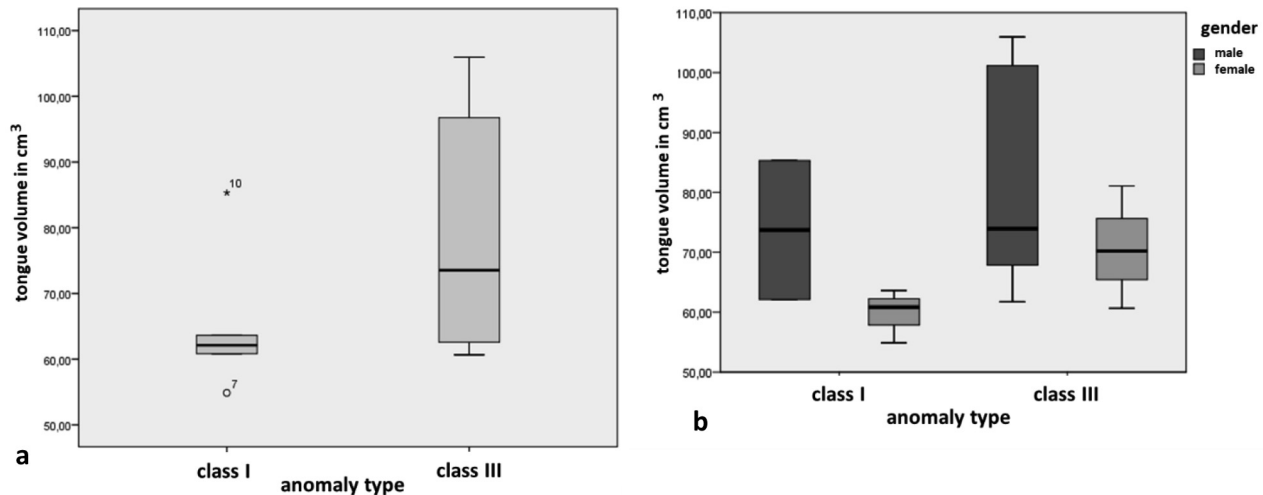 110,00
100,00
90,00
80,00
70,00
60,00
50,00
tongue volume in cm³
*10
7
class I
class III
anomaly type
a
110,00
100,00
90,00
80,00
70,00
60,00
50,00
tongue volume in cm³
gender
male
female
class I
class III
anomaly type
b